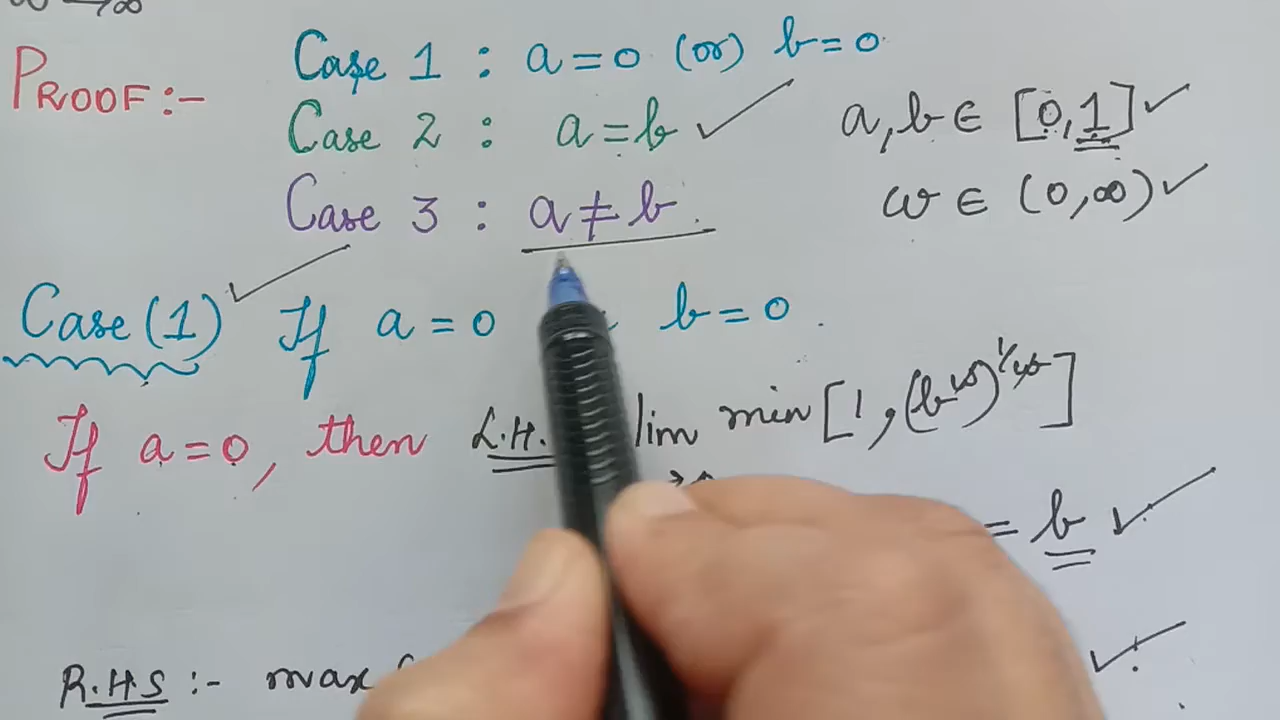 →∞
PROOF:- Case 1 : a=0 (or) b=0
Case 2 : a=b ✓ a,b ∈ [0,1] ✓
Case 3 : a≠b. w ∈ (0,∞) ✓
Case (1) ✓ If a=0 b=0.
If a=0, then L.H. lim min [1, (b^w)^1/w]
= b ✓
R.H.S :- max ✓